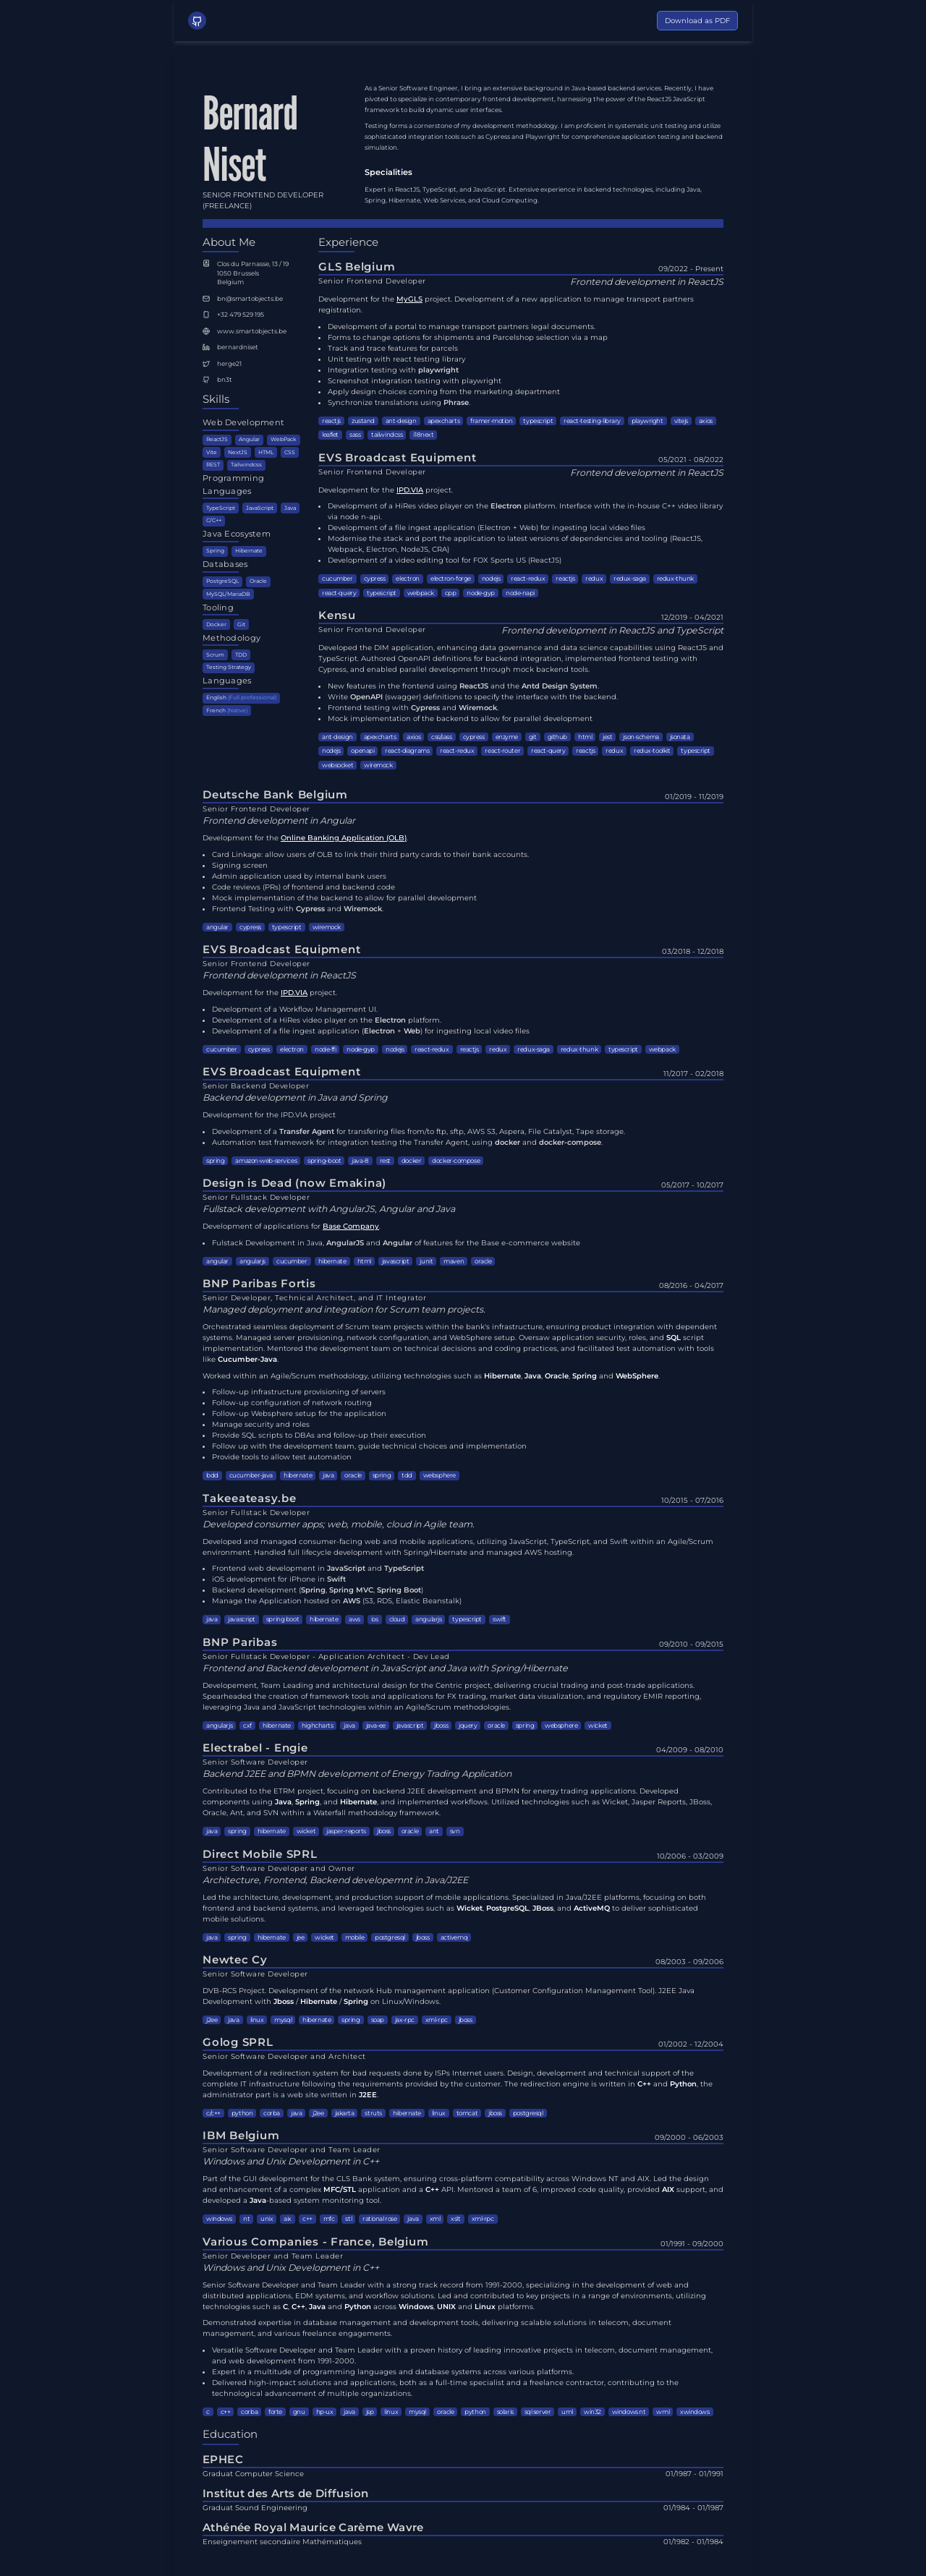 Download as PDF
Bernard
Niset
SENIOR FRONTEND DEVELOPER
(FREELANCE)
As a Senior Software Engineer, I bring an extensive background in Java-based backend services. Recently, I have
pivoted to specialize in contemporary frontend development, harnessing the power of the ReactJS JavaScript
framework to build dynamic user interfaces.
Testing forms a cornerstone of my development methodology. I am proficient in systematic unit testing and utilize
sophisticated integration tools such as Cypress and Playwright for comprehensive application testing and backend
simulation.
Specialities
Expert in ReactJS, TypeScript, and JavaScript. Extensive experience in backend technologies, including Java,
Spring, Hibernate, Web Services, and Cloud Computing.
About Me
Clos du Parnasse, 13 / 19
1050 Brussels
Belgium
bn@smartobjects.be
+32 479 529 195
www.smartobjects.be
bernardniset
herge21
bn3t
Skills
Web Development
ReactJS Angular WebPack
Vite NextJS HTML CSS
REST Tailwindcss
Programming
Languages
TypeScript JavaScript Java
C/C++
Java Ecosystem
Spring Hibernate
Databases
PostgreSQL Oracle
MySQL/MariaDB
Tooling
Docker Git
Methodology
Scrum TDD
Testing Strategy
Languages
English (Full professional)
French (Native)
Experience
GLS Belgium 09/2022 - Present
Senior Frontend Developer Frontend development in ReactJS
Development for the MyGLS project. Development of a new application to manage transport partners
registration.
• Development of a portal to manage transport partners legal documents.
• Forms to change options for shipments and Parcelshop selection via a map
• Track and trace features for parcels
• Unit testing with react testing library
• Integration testing with playwright
• Screenshot integration testing with playwright
• Apply design choices coming from the marketing department
• Synchronize translations using Phrase.
reactjs zustand ant-design apexcharts framer-motion typescript react-testing-library playwright vitejs axios
leaflet sass tailwindcss i18next
EVS Broadcast Equipment 05/2021 - 08/2022
Senior Frontend Developer Frontend development in ReactJS
Development for the IPD.VIA project.
• Development of a HiRes video player on the Electron platform. Interface with the in-house C++ video library
via node n-api.
• Development of a file ingest application (Electron + Web) for ingesting local video files
• Modernise the stack and port the application to latest versions of dependencies and tooling (ReactJS,
Webpack, Electron, NodeJS, CRA)
• Development of a video editing tool for FOX Sports US (ReactJS)
cucumber cypress electron electron-forge nodejs react-redux reactjs redux redux-saga redux-thunk
react-query typescript webpack cpp node-gyp node-napi
Kensu 12/2019 - 04/2021
Senior Frontend Developer Frontend development in ReactJS and TypeScript
Developed the DIM application, enhancing data governance and data science capabilities using ReactJS and
TypeScript. Authored OpenAPI definitions for backend integration, implemented frontend testing with
Cypress, and enabled parallel development through mock backend tools.
• New features in the frontend using ReactJS and the Antd Design System.
• Write OpenAPI (swagger) definitions to specify the interface with the backend.
• Frontend testing with Cypress and Wiremock.
• Mock implementation of the backend to allow for parallel development
ant-design apexcharts axios css/sass cypress enzyme git github html jest json-schema jsonata
nodejs openapi react-diagrams react-redux react-router react-query reactjs redux redux-toolkit typescript
websocket wiremock
Deutsche Bank Belgium 01/2019 - 11/2019
Senior Frontend Developer
Frontend development in Angular
Development for the Online Banking Application (OLB).
• Card Linkage: allow users of OLB to link their third party cards to their bank accounts.
• Signing screen
• Admin application used by internal bank users
• Code reviews (PRs) of frontend and backend code
• Mock implementation of the backend to allow for parallel development
• Frontend Testing with Cypress and Wiremock.
angular cypress typescript wiremock
EVS Broadcast Equipment 03/2018 - 12/2018
Senior Frontend Developer
Frontend development in ReactJS
Development for the IPD.VIA project.
• Development of a Workflow Management UI.
• Development of a HiRes video player on the Electron platform.
• Development of a file ingest application (Electron + Web) for ingesting local video files
cucumber cypress electron node-ffi node-gyp nodejs react-redux reactjs redux redux-saga redux-thunk typescript webpack
EVS Broadcast Equipment 11/2017 - 02/2018
Senior Backend Developer
Backend development in Java and Spring
Development for the IPD.VIA project
• Development of a Transfer Agent for transfering files from/to ftp, sftp, AWS S3, Aspera, File Catalyst, Tape storage.
• Automation test framework for integration testing the Transfer Agent, using docker and docker-compose.
spring amazon-web-services spring-boot java-8 rest docker docker-compose
Design is Dead (now Emakina) 05/2017 - 10/2017
Senior Fullstack Developer
Fullstack development with AngularJS, Angular and Java
Development of applications for Base Company.
• Fulstack Development in Java, AngularJS and Angular of features for the Base e-commerce website
angular angularjs cucumber hibernate html javascript junit maven oracle
BNP Paribas Fortis 08/2016 - 04/2017
Senior Developer, Technical Architect, and IT Integrator
Managed deployment and integration for Scrum team projects.
Orchestrated seamless deployment of Scrum team projects within the bank's infrastructure, ensuring product integration with dependent
systems. Managed server provisioning, network configuration, and WebSphere setup. Oversaw application security, roles, and SQL script
implementation. Mentored the development team on technical decisions and coding practices, and facilitated test automation with tools
like Cucumber-Java.
Worked within an Agile/Scrum methodology, utilizing technologies such as Hibernate, Java, Oracle, Spring and WebSphere.
• Follow-up infrastructure provisioning of servers
• Follow-up configuration of network routing
• Follow-up Websphere setup for the application
• Manage security and roles
• Provide SQL scripts to DBAs and follow-up their execution
• Follow up with the development team, guide technical choices and implementation
• Provide tools to allow test automation
bdd cucumber-java hibernate java oracle spring tdd websphere
Takeeateasy.be 10/2015 - 07/2016
Senior Fullstack Developer
Developed consumer apps; web, mobile, cloud in Agile team.
Developed and managed consumer-facing web and mobile applications, utilizing JavaScript, TypeScript, and Swift within an Agile/Scrum
environment. Handled full lifecycle development with Spring/Hibernate and managed AWS hosting.
• Frontend web development in JavaScript and TypeScript
• iOS development for iPhone in Swift
• Backend development (Spring, Spring MVC, Spring Boot)
• Manage the Application hosted on AWS (S3, RDS, Elastic Beanstalk)
java javascript spring boot hibernate aws ios cloud angularjs typescript swift
BNP Paribas 09/2010 - 09/2015
Senior Fullstack Developer - Application Architect - Dev Lead
Frontend and Backend development in JavaScript and Java with Spring/Hibernate
Developement, Team Leading and architectural design for the Centric project, delivering crucial trading and post-trade applications.
Spearheaded the creation of framework tools and applications for FX trading, market data visualization, and regulatory EMIR reporting,
leveraging Java and JavaScript technologies within an Agile/Scrum methodologies.
angularjs cxf hibernate highcharts java java-ee javascript jboss jquery oracle spring websphere wicket
Electrabel - Engie 04/2009 - 08/2010
Senior Software Developer
Backend J2EE and BPMN development of Energy Trading Application
Contributed to the ETRM project, focusing on backend J2EE development and BPMN for energy trading applications. Developed
components using Java, Spring, and Hibernate, and implemented workflows. Utilized technologies such as Wicket, Jasper Reports, JBoss,
Oracle, Ant, and SVN within a Waterfall methodology framework.
java spring hibernate wicket jasper-reports jboss oracle ant svn
Direct Mobile SPRL 10/2006 - 03/2009
Senior Software Developer and Owner
Architecture, Frontend, Backend developemnt in Java/J2EE
Led the architecture, development, and production support of mobile applications. Specialized in Java/J2EE platforms, focusing on both
frontend and backend systems, and leveraged technologies such as Wicket, PostgreSQL, JBoss, and ActiveMQ to deliver sophisticated
mobile solutions.
java spring hibernate jee wicket mobile postgresql jboss activemq
Newtec Cy 08/2003 - 09/2006
Senior Software Developer
DVB-RCS Project. Development of the network Hub management application (Customer Configuration Management Tool). J2EE Java
Development with Jboss / Hibernate / Spring on Linux/Windows.
j2ee java linux mysql hibernate spring soap jax-rpc xml-rpc jboss
Golog SPRL 01/2002 - 12/2004
Senior Software Developer and Architect
Development of a redirection system for bad requests done by ISPs Internet users. Design, development and technical support of the
complete IT infrastructure following the requirements provided by the customer. The redirection engine is written in C++ and Python, the
administrator part is a web site written in J2EE.
c/c++ python corba java j2ee jakarta struts hibernate linux tomcat jboss postgresql
IBM Belgium 09/2000 - 06/2003
Senior Software Developer and Team Leader
Windows and Unix Development in C++
Part of the GUI development for the CLS Bank system, ensuring cross-platform compatibility across Windows NT and AIX. Led the design
and enhancement of a complex MFC/STL application and a C++ API. Mentored a team of 6, improved code quality, provided AIX support, and
developed a Java-based system monitoring tool.
windows nt unix aix c++ mfc stl rational rose java xml xslt xml-rpc
Various Companies - France, Belgium 01/1991 - 09/2000
Senior Developer and Team Leader
Windows and Unix Development in C++
Senior Software Developer and Team Leader with a strong track record from 1991-2000, specializing in the development of web and
distributed applications, EDM systems, and workflow solutions. Led and contributed to key projects in a range of environments, utilizing
technologies such as C, C++, Java and Python across Windows, UNIX and Linux platforms.
Demonstrated expertise in database management and development tools, delivering scalable solutions in telecom, document
management, and various freelance engagements.
• Versatile Software Developer and Team Leader with a proven history of leading innovative projects in telecom, document management,
and web development from 1991-2000.
• Expert in a multitude of programming languages and database systems across various platforms.
• Delivered high-impact solutions and applications, both as a full-time specialist and a freelance contractor, contributing to the
technological advancement of multiple organizations.
c c++ corba forte gnu hp-ux java jsp linux mysql oracle python solaris sqlserver uml win32 windows nt wml xwindows
Education
EPHEC
Graduat Computer Science 01/1987 - 01/1991
Institut des Arts de Diffusion
Graduat Sound Engineering 01/1984 - 01/1987
Athénée Royal Maurice Carème Wavre
Enseignement secondaire Mathématiques 01/1982 - 01/1984